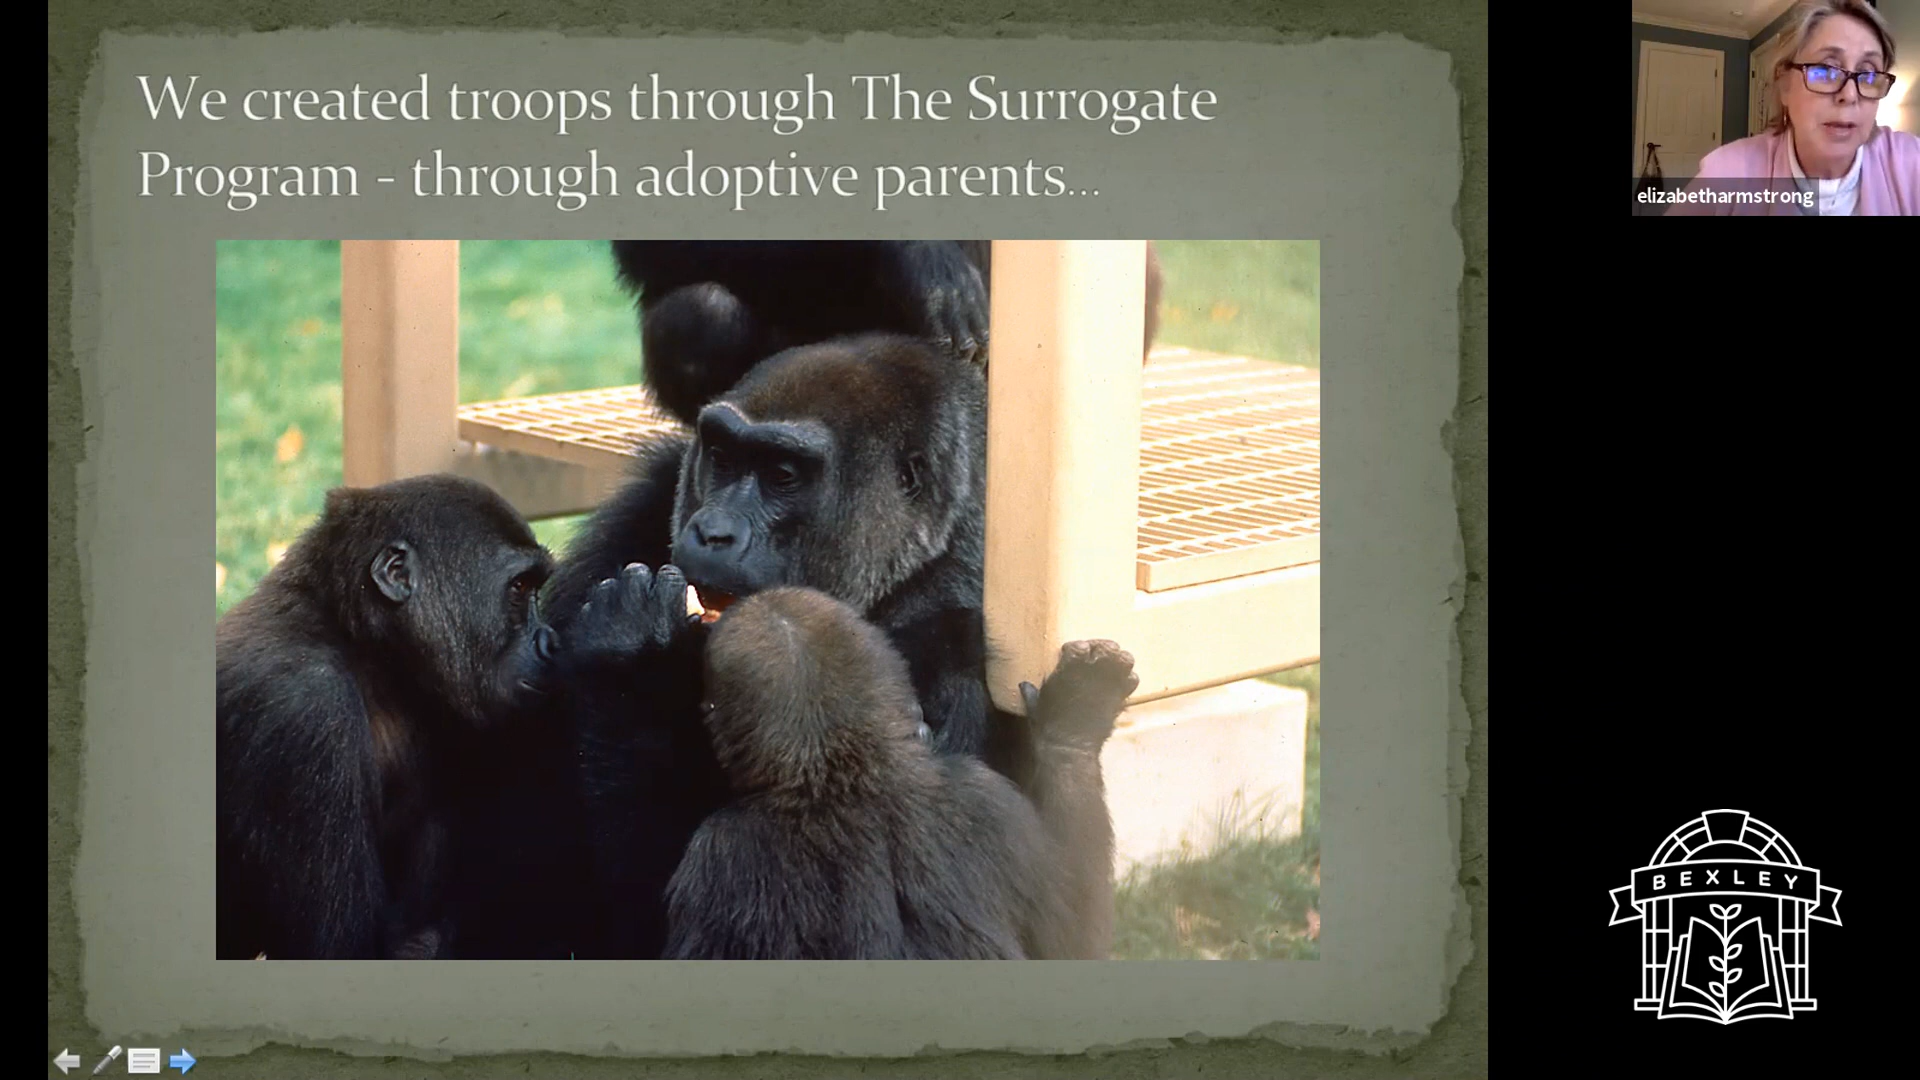 We created troops through The Surrogate
Program - through adoptive parents...
elizabetharmstrong
BEXLEY